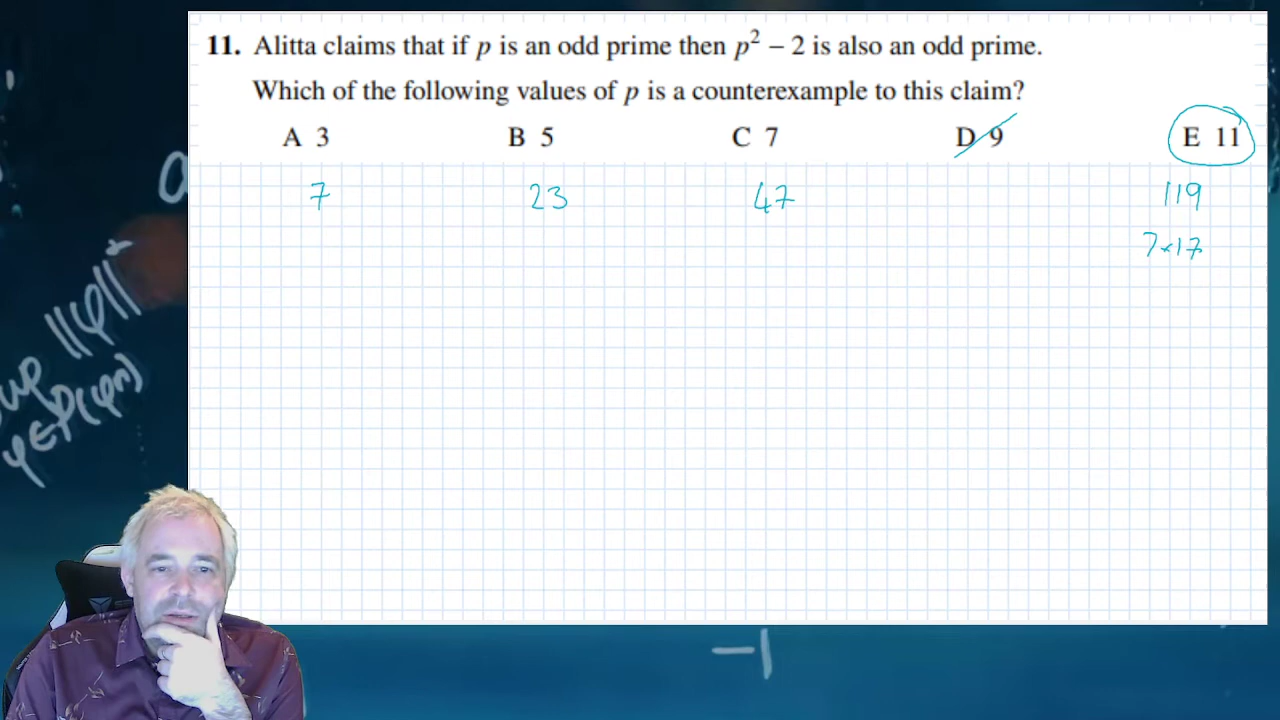 11. Alitta claims that if p is an odd prime then p² – 2 is also an odd prime.
Which of the following values of p is a counterexample to this claim?
A 3 B 5 C 7 D 9 E 11
7 23 47 119
7×17
||φ||
φ∈D(φⁿ)
–1